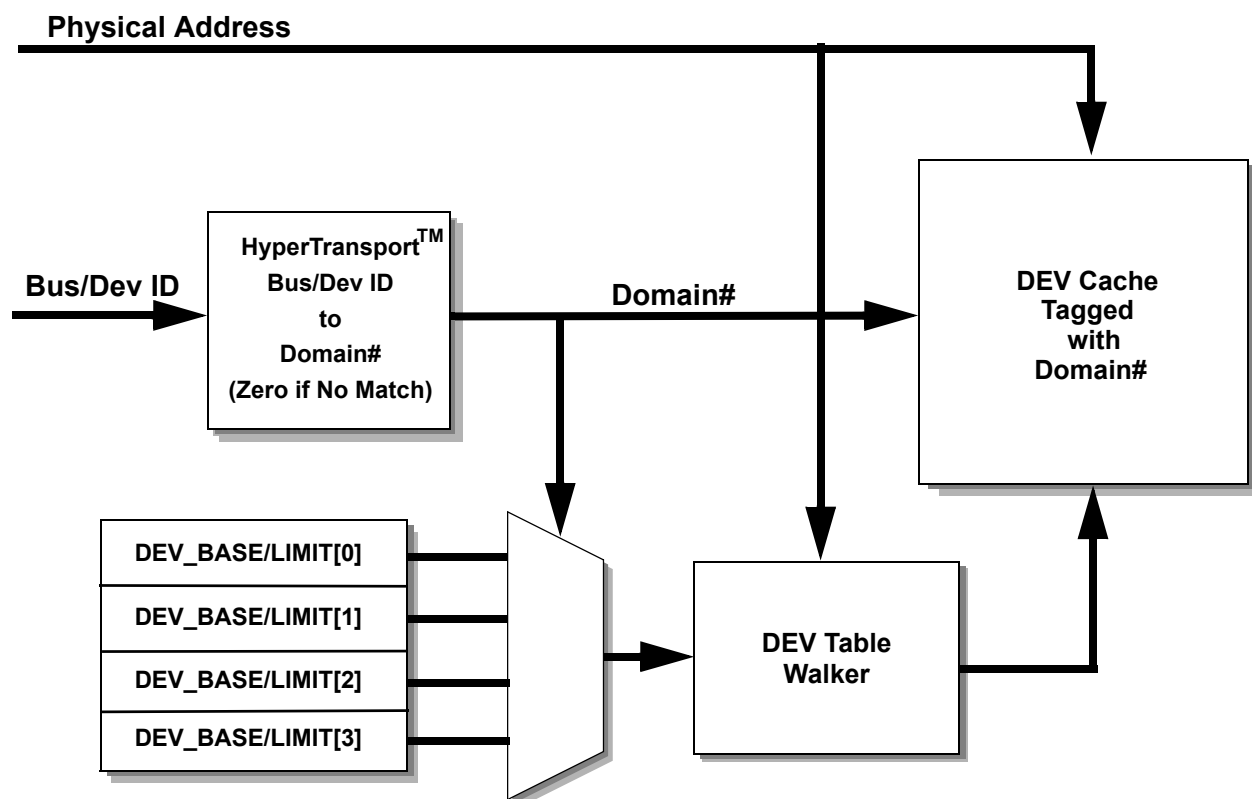 Physical Address
Bus/Dev ID
HyperTransport™
Bus/Dev ID
to
Domain#
(Zero if No Match)
Domain#
DEV Cache
Tagged
with
Domain#
DEV_BASE/LIMIT[0]
DEV_BASE/LIMIT[1]
DEV_BASE/LIMIT[2]
DEV_BASE/LIMIT[3]
DEV Table
Walker